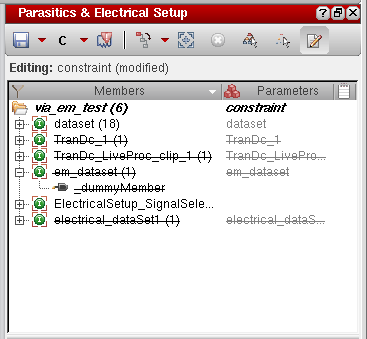 Parasitics & Electrical Setup
C
Editing: constraint (modified)
Members Parameters
via_em_test (6) constraint
dataset (18) dataset
TranDc_1 (1) TranDc_1
TranDc_LiveProc_clip_1 (1) TranDc_LivePro...
em_dataset (1) em_dataset
_dummyMember
ElectricalSetup_SignalSele...
electrical_dataSet1 (1) electrical_dataS...